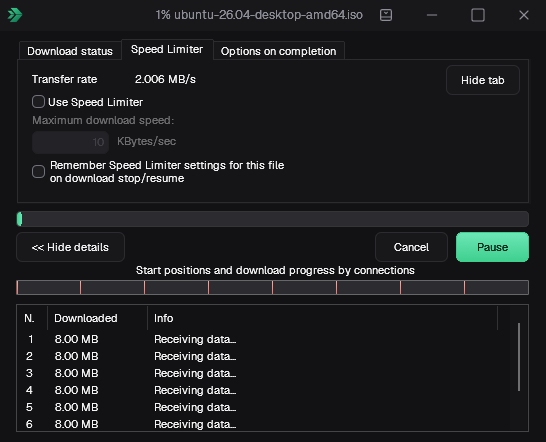 1% ubuntu-26.04-desktop-amd64.iso
Download status Speed Limiter Options on completion
Transfer rate 2.006 MB/s Hide tab
Use Speed Limiter
Maximum download speed:
10 KBytes/sec
Remember Speed Limiter settings for this file
on download stop/resume
<< Hide details Cancel Pause
Start positions and download progress by connections
N. Downloaded Info
1 8.00 MB Receiving data...
2 8.00 MB Receiving data...
3 8.00 MB Receiving data...
4 8.00 MB Receiving data...
5 8.00 MB Receiving data...
6 8.00 MB Receiving data...